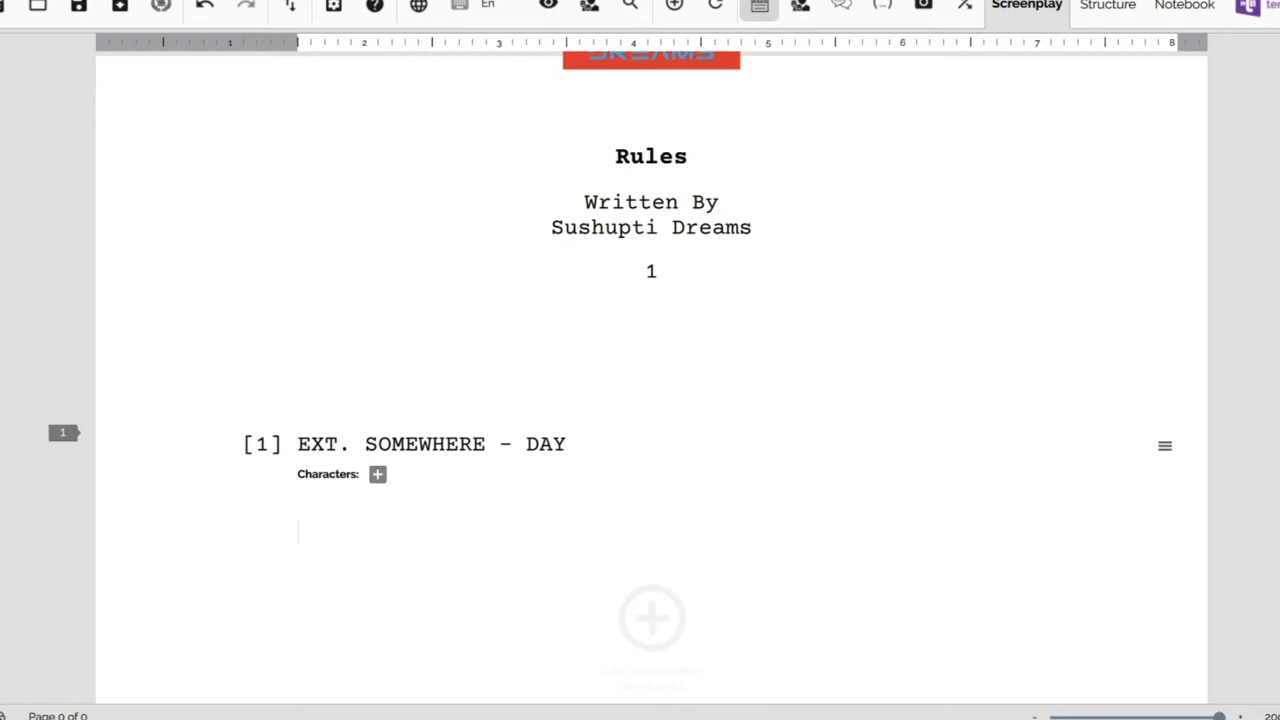 En
Screenplay Structure Notebook
1 2 3 4 5 6 7 8
DREAMS
Rules
Written By
Sushupti Dreams
1
1
[1] EXT. SOMEWHERE - DAY
Characters:
Page 0 of 0